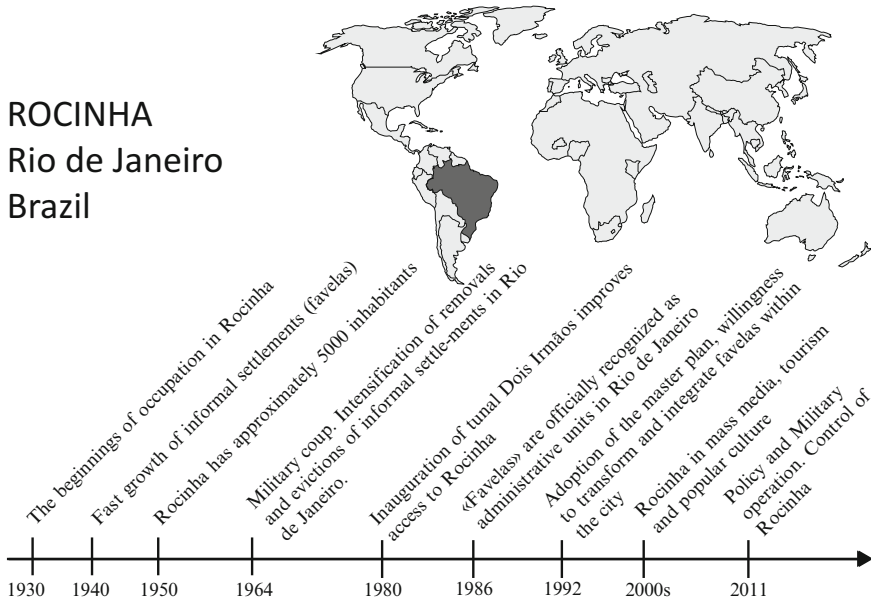 ROCINHA
Rio de Janeiro
Brazil
The beginnings of occupation in Rocinha
Fast growth of informal settlements (favelas)
Rocinha has approximately 5000 inhabitants
Military coup. Intensification of removals
and evictions of informal settle-ments in Rio
de Janeiro.
Inauguration of tunal Dois Irmãos improves
access to Rocinha
«Favelas» are officially recognized as
administrative units in Rio de Janeiro
Adoption of the master plan, willingness
to transform and integrate favelas within
the city
Rocinha in mass media, tourism
and popular culture
Policy and Military
operation. Control of
Rocinha
1930
1940
1950
1964
1980
1986
1992
2000s
2011